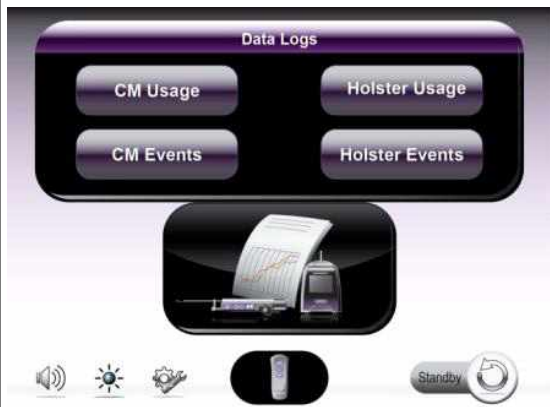 Data Logs
CM Usage
Holster Usage
CM Events
Holster Events
Standby